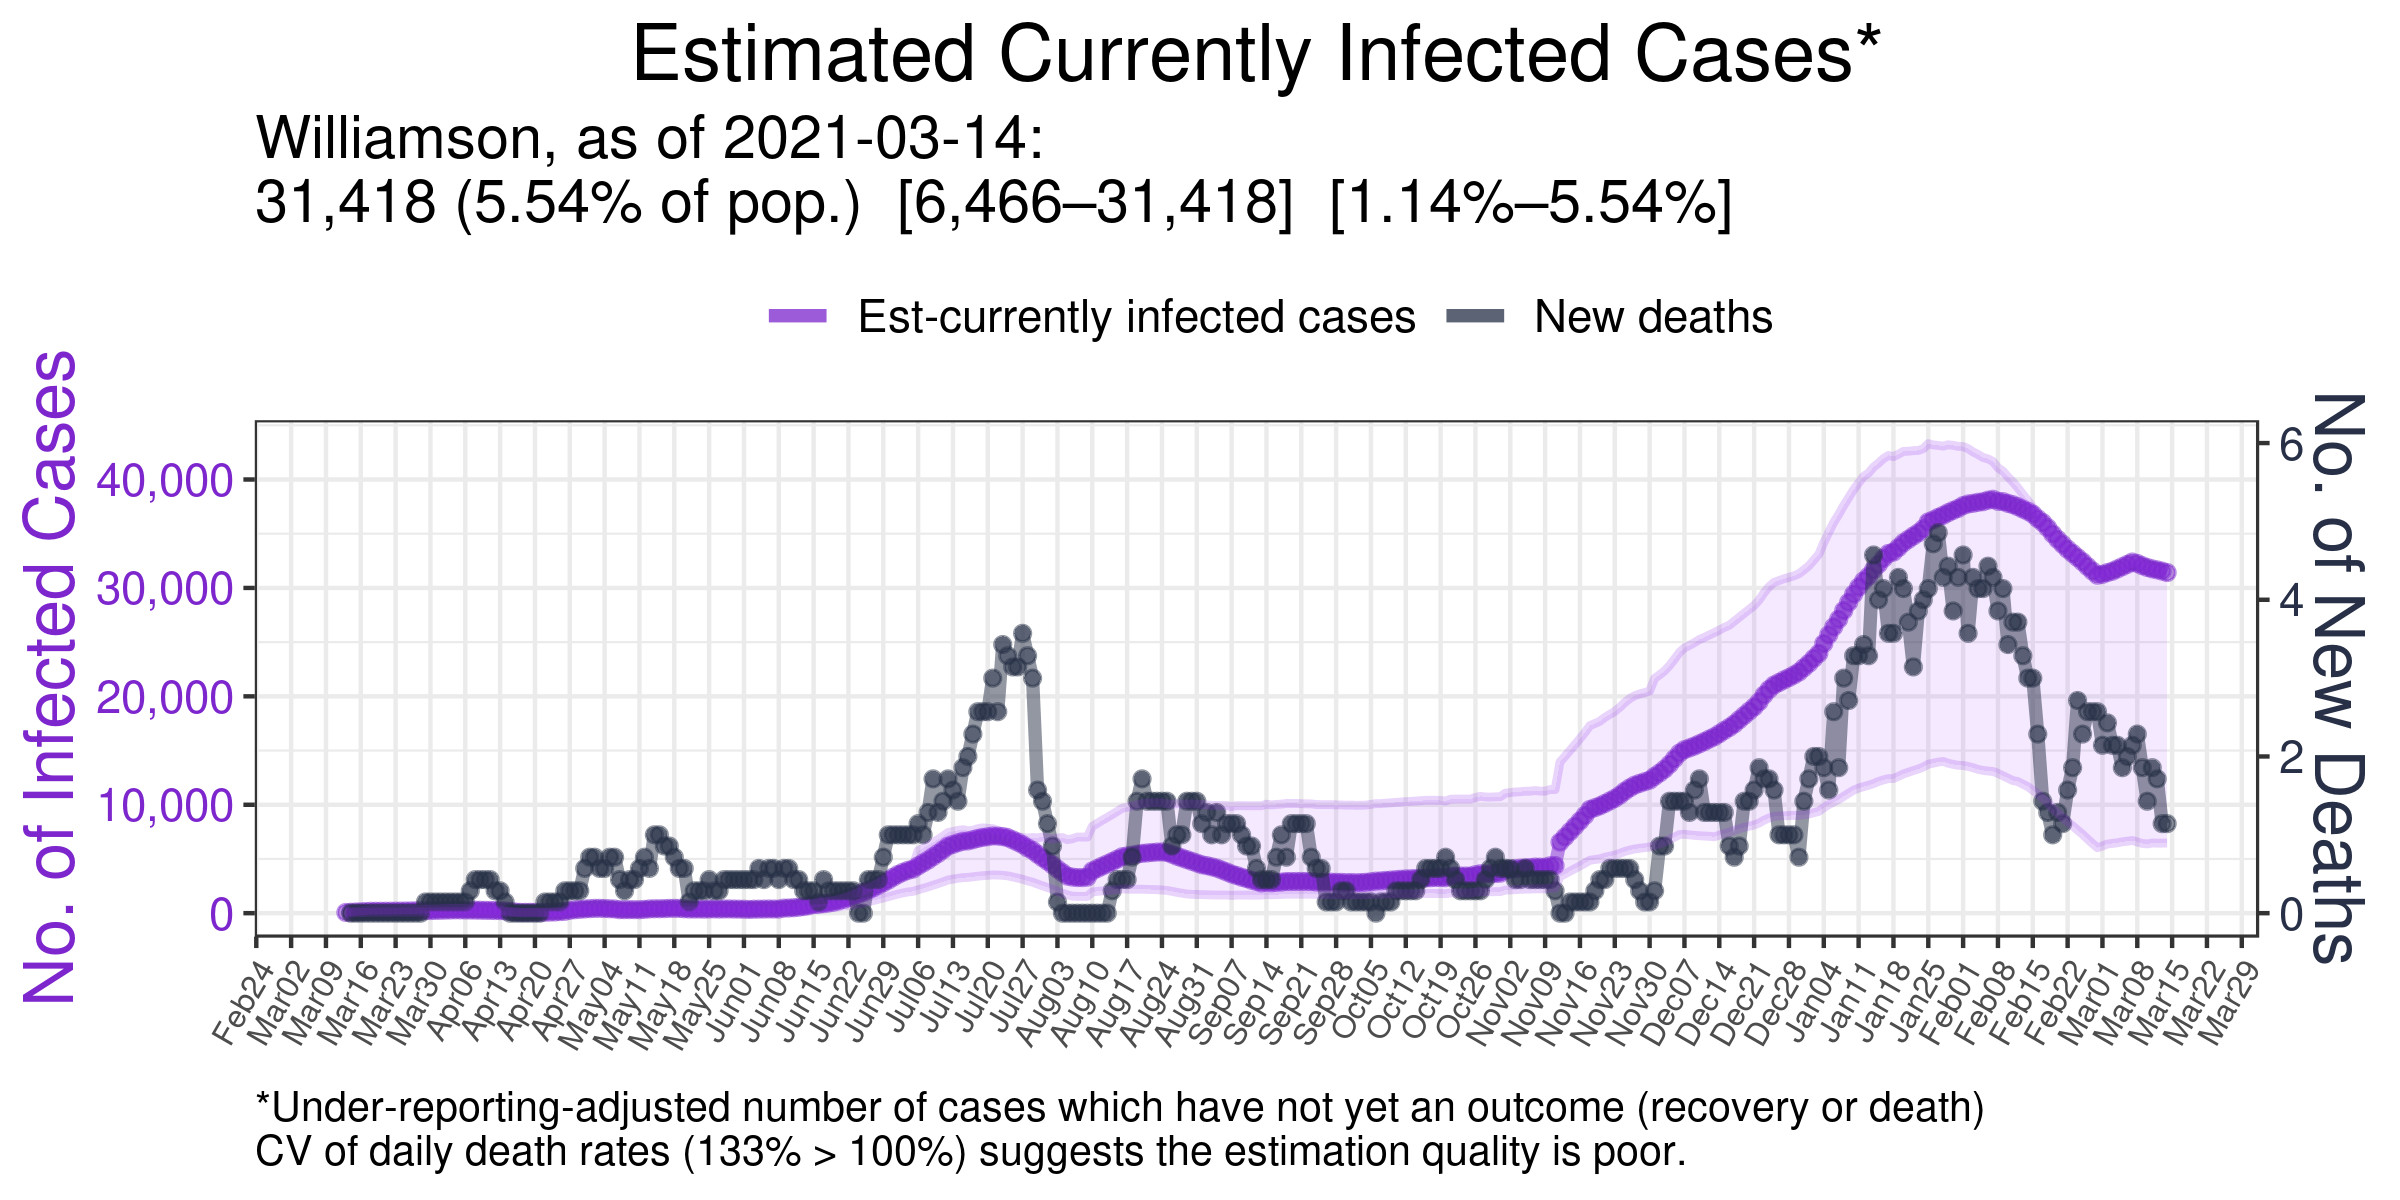 Estimated Currently Infected Cases*
Williamson, as of 2021-03-14:
31,418 (5.54% of pop.) [6,466–31,418] [1.14%–5.54%]
Est-currently infected cases
New deaths
No. of Infected Cases
40,000
30,000
20,000
10,000
0
6
4
2
0
No. of New Deaths
Feb24
Mar02
Mar09
Mar16
Mar23
Mar30
Apr06
Apr13
Apr20
Apr27
May04
May11
May18
May25
Jun01
Jun08
Jun15
Jun22
Jun29
Jul06
Jul13
Jul20
Jul27
Aug03
Aug10
Aug17
Aug24
Aug31
Sep07
Sep14
Sep21
Sep28
Oct05
Oct12
Oct19
Oct26
Nov02
Nov09
Nov16
Nov23
Nov30
Dec07
Dec14
Dec21
Dec28
Jan04
Jan11
Jan18
Jan25
Feb01
Feb08
Feb15
Feb22
Mar01
Mar08
Mar15
Mar22
Mar29
*Under-reporting-adjusted number of cases which have not yet an outcome (recovery or death)
CV of daily death rates (133% > 100%) suggests the estimation quality is poor.